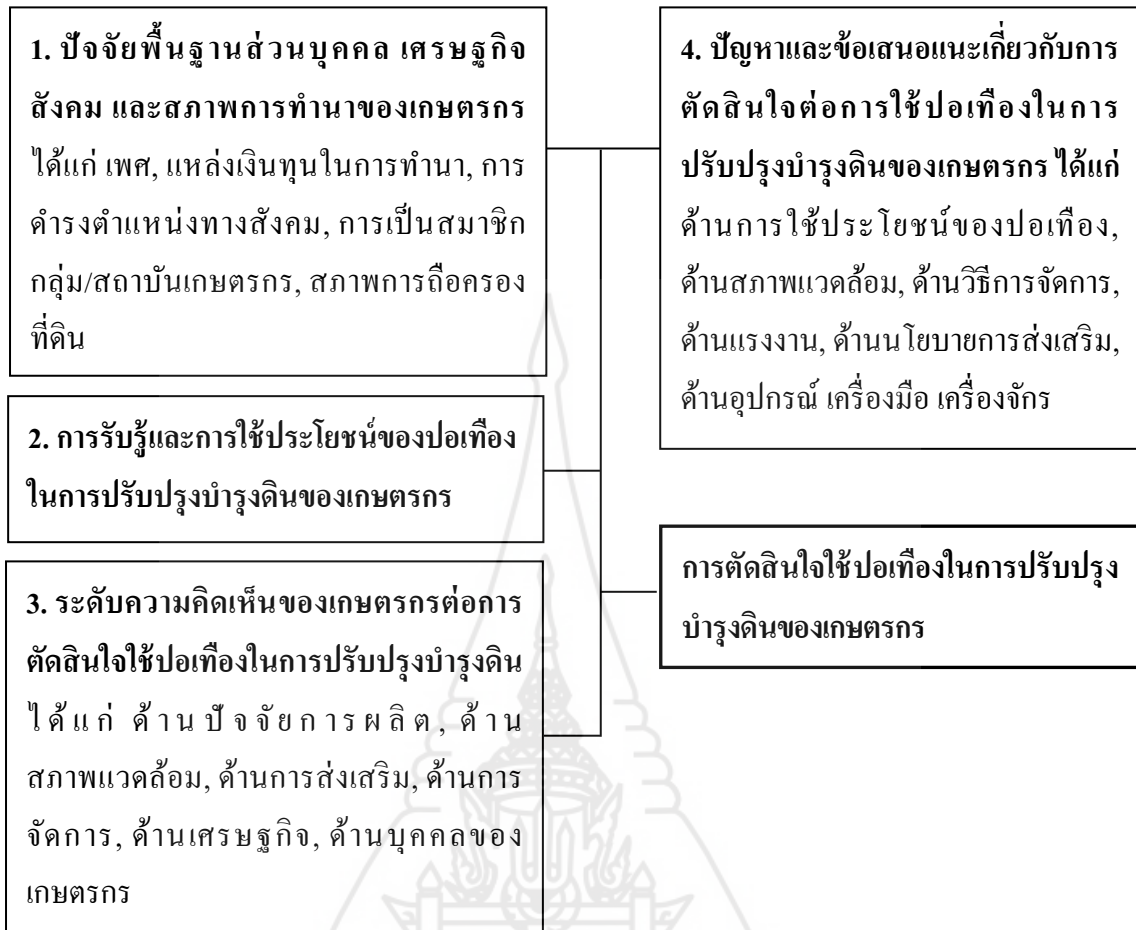 1. ปัจจัยพื้นฐานส่วนบุคคล เศรษฐกิจ
สังคม และสภาพการทำนาของเกษตรกร
ได้แก่ เพศ, แหล่งเงินทุนในการทำนา, การ
ดำรงตำแหน่งทางสังคม, การเป็นสมาชิก
กลุ่ม/สถาบันเกษตรกร, สภาพการถือครอง
ที่ดิน
2. การรับรู้และการใช้ประโยชน์ของปอเทือง
ในการปรับปรุงบำรุงดินของเกษตรกร
3. ระดับความคิดเห็นของเกษตรกรต่อการ
ตัดสินใจใช้ปอเทืองในการปรับปรุงบำรุงดิน
ได้แก่ ด้านปัจจัยการผลิต, ด้าน
สภาพแวดล้อม, ด้านการส่งเสริม, ด้านการ
จัดการ, ด้านเศรษฐกิจ, ด้านบุคคลของ
เกษตรกร
4. ปัญหาและข้อเสนอแนะเกี่ยวกับการ
ตัดสินใจต่อการใช้ปอเทืองในการ
ปรับปรุงบำรุงดินของเกษตรกร ได้แก่
ด้านการใช้ประโยชน์ของปอเทือง,
ด้านสภาพแวดล้อม, ด้านวิธีการจัดการ,
ด้านแรงงาน, ด้านนโยบายการส่งเสริม,
ด้านอุปกรณ์ เครื่องมือ เครื่องจักร
การตัดสินใจใช้ปอเทืองในการปรับปรุง
บำรุงดินของเกษตรกร